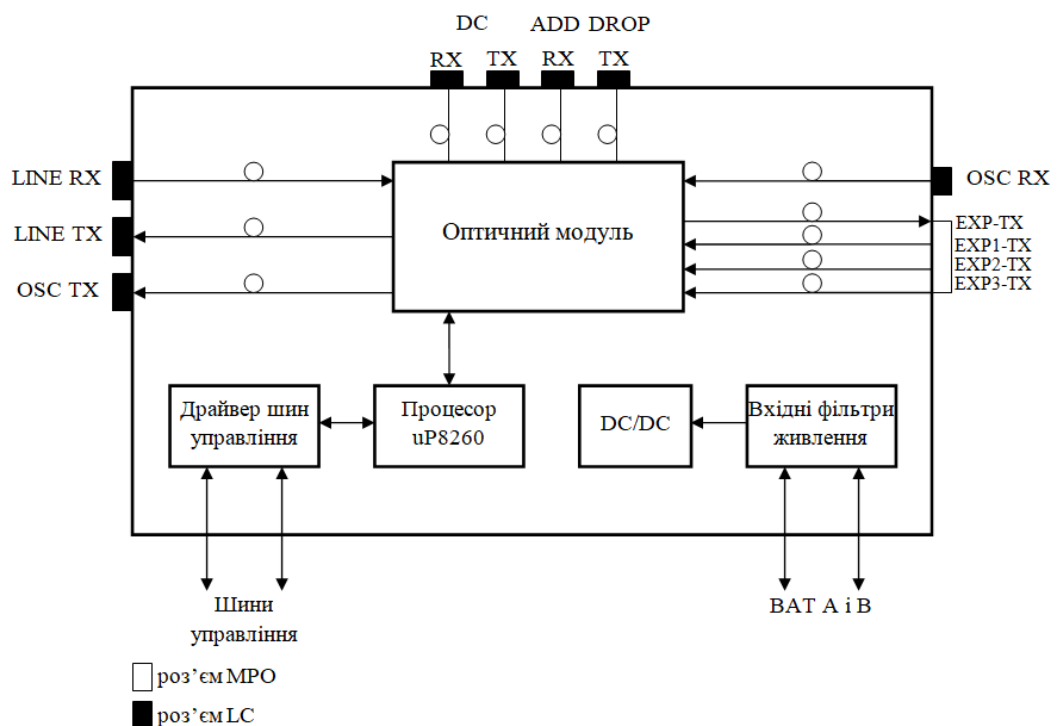 DC
ADD DROP
RX
TX
RX
TX
LINE RX
OSC RX
LINE TX
Оптичний модуль
EXP-TX
EXP1-TX
EXP2-TX
EXP3-TX
OSC TX
Драйвер шин
управління
Процесор
uP8260
DC/DC
Вхідні фільтри
живлення
Шини
управління
BAT A і B
роз’єм MPO
роз’єм LC